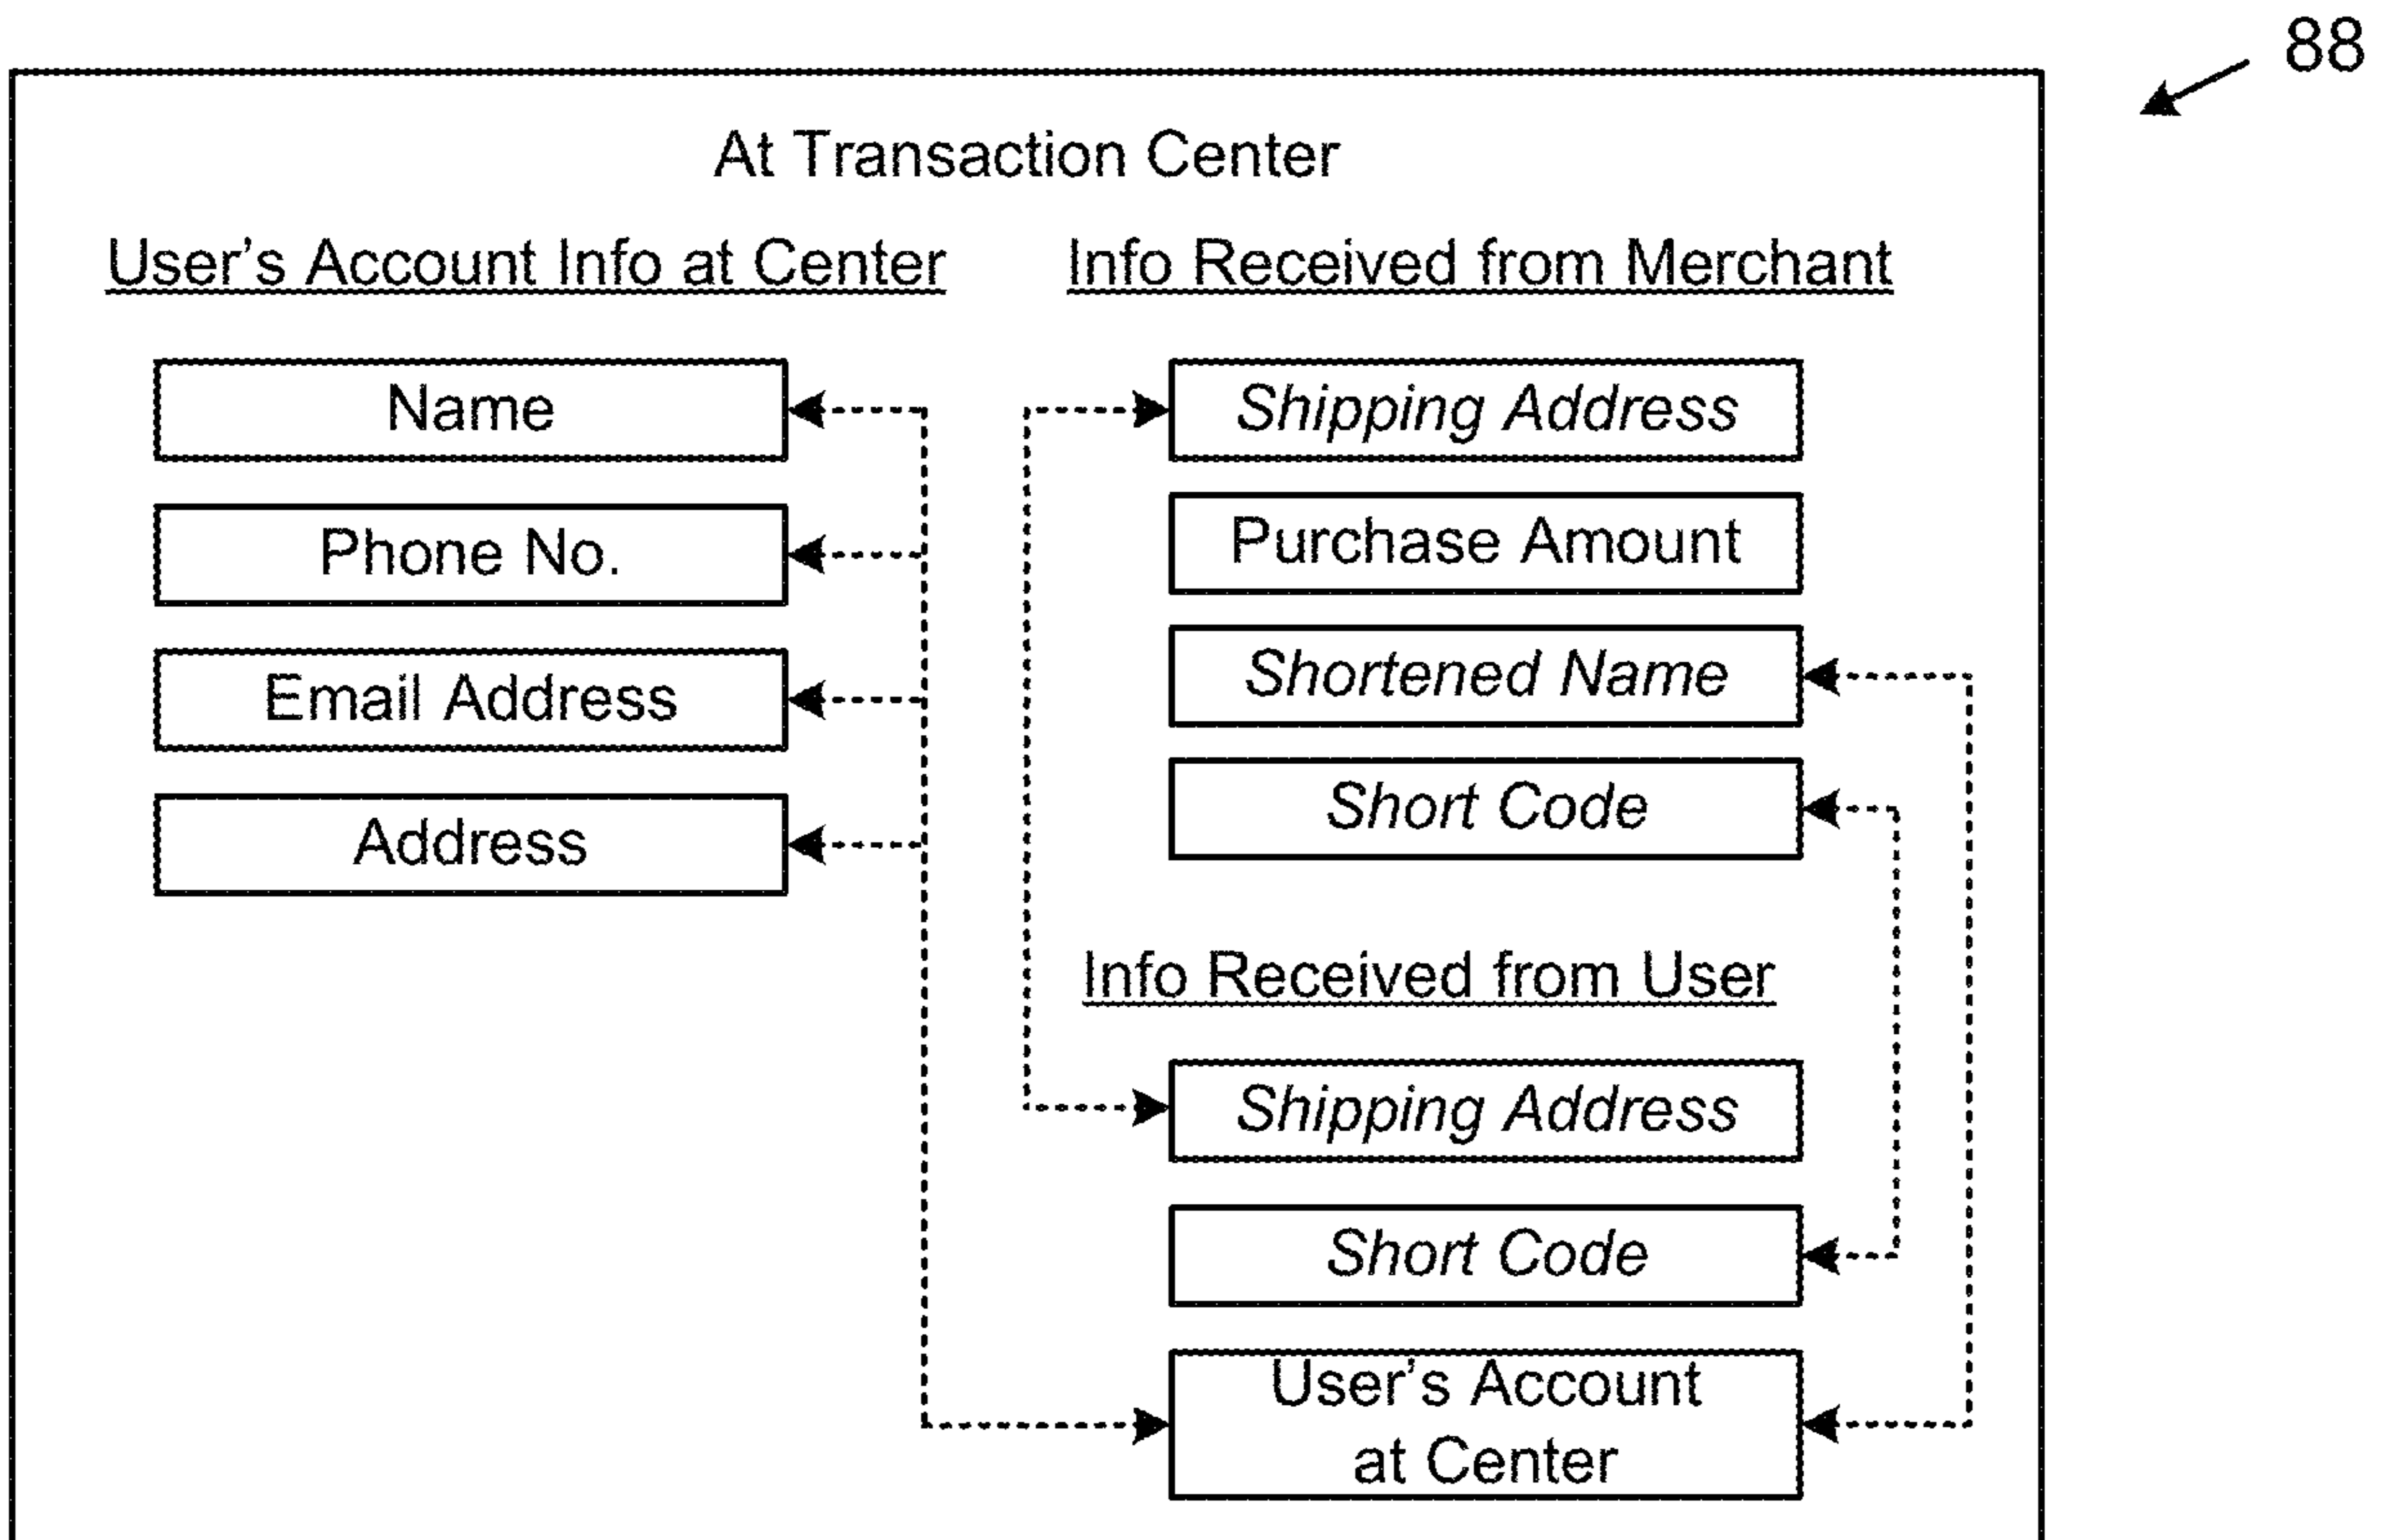 88
At Transaction Center
User's Account Info at Center
Name
Phone No.
Email Address
Address
Info Received from Merchant
Shipping Address
Purchase Amount
Shortened Name
Short Code
Info Received from User
Shipping Address
Short Code
User's Account
at Center